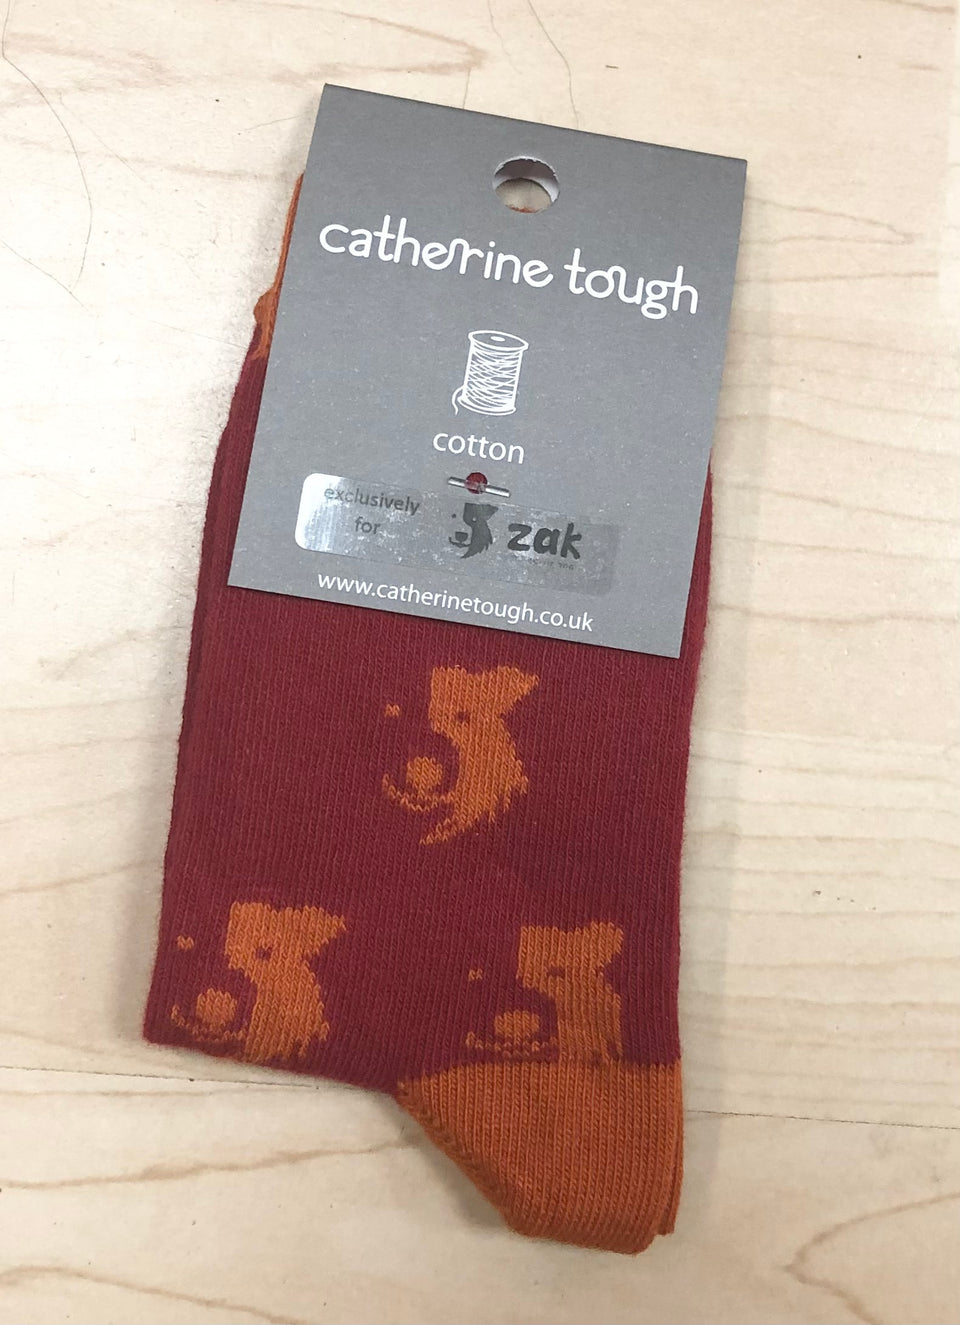 catherine tough
cotton
exclusively
for
zak
www.catherinetough.co.uk